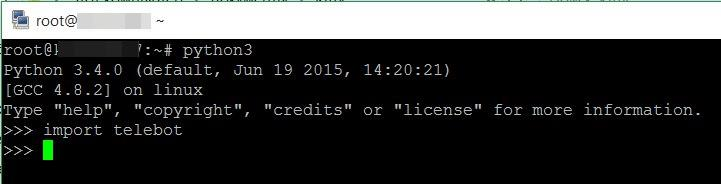 root@ ~
root@ 7:~# python3
Python 3.4.0 (default, Jun 19 2015, 14:20:21)
[GCC 4.8.2] on linux
Type "help", "copyright", "credits" or "license" for more information.
>>> import telebot
>>>